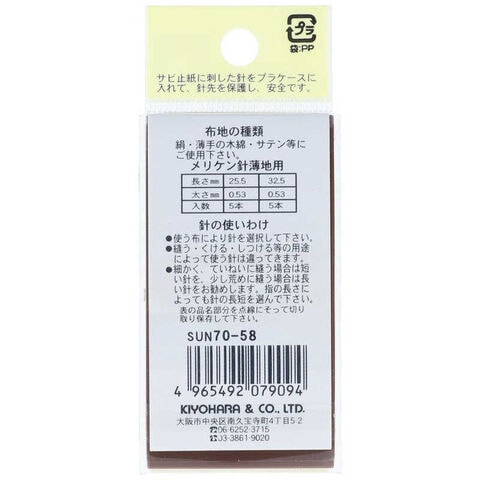 プラ
袋:PP
サビ止紙に刺した針をプラケースに
入れて、針先を保護し、安全です。
布地の種類
絹・薄手の木綿・サテン等に
ご使用下さい。
メリケン針薄地用
長さmm 25.5 32.5
太さmm 0.53 0.53
入数 5本 5本
針の使いわけ
●使う布により針を選択して下さい。
●縫う・くける・しつける等の用途
によって使う針は違ってきます。
●細かく、ていねいに縫う場合は短
い針を、少し荒めに縫う場合は長
い針をお勧めします。指の長さに
よっても針の長短を選んで下さい。
表の品名部分を点線にそって切り
取り保存して下さい。
SUN70-58
4 965492 079094
KIYOHARA & CO., LTD.
大阪市中央区南久宝寺町4丁目5-2
☎06-6252-3715
☎03-3861-9020